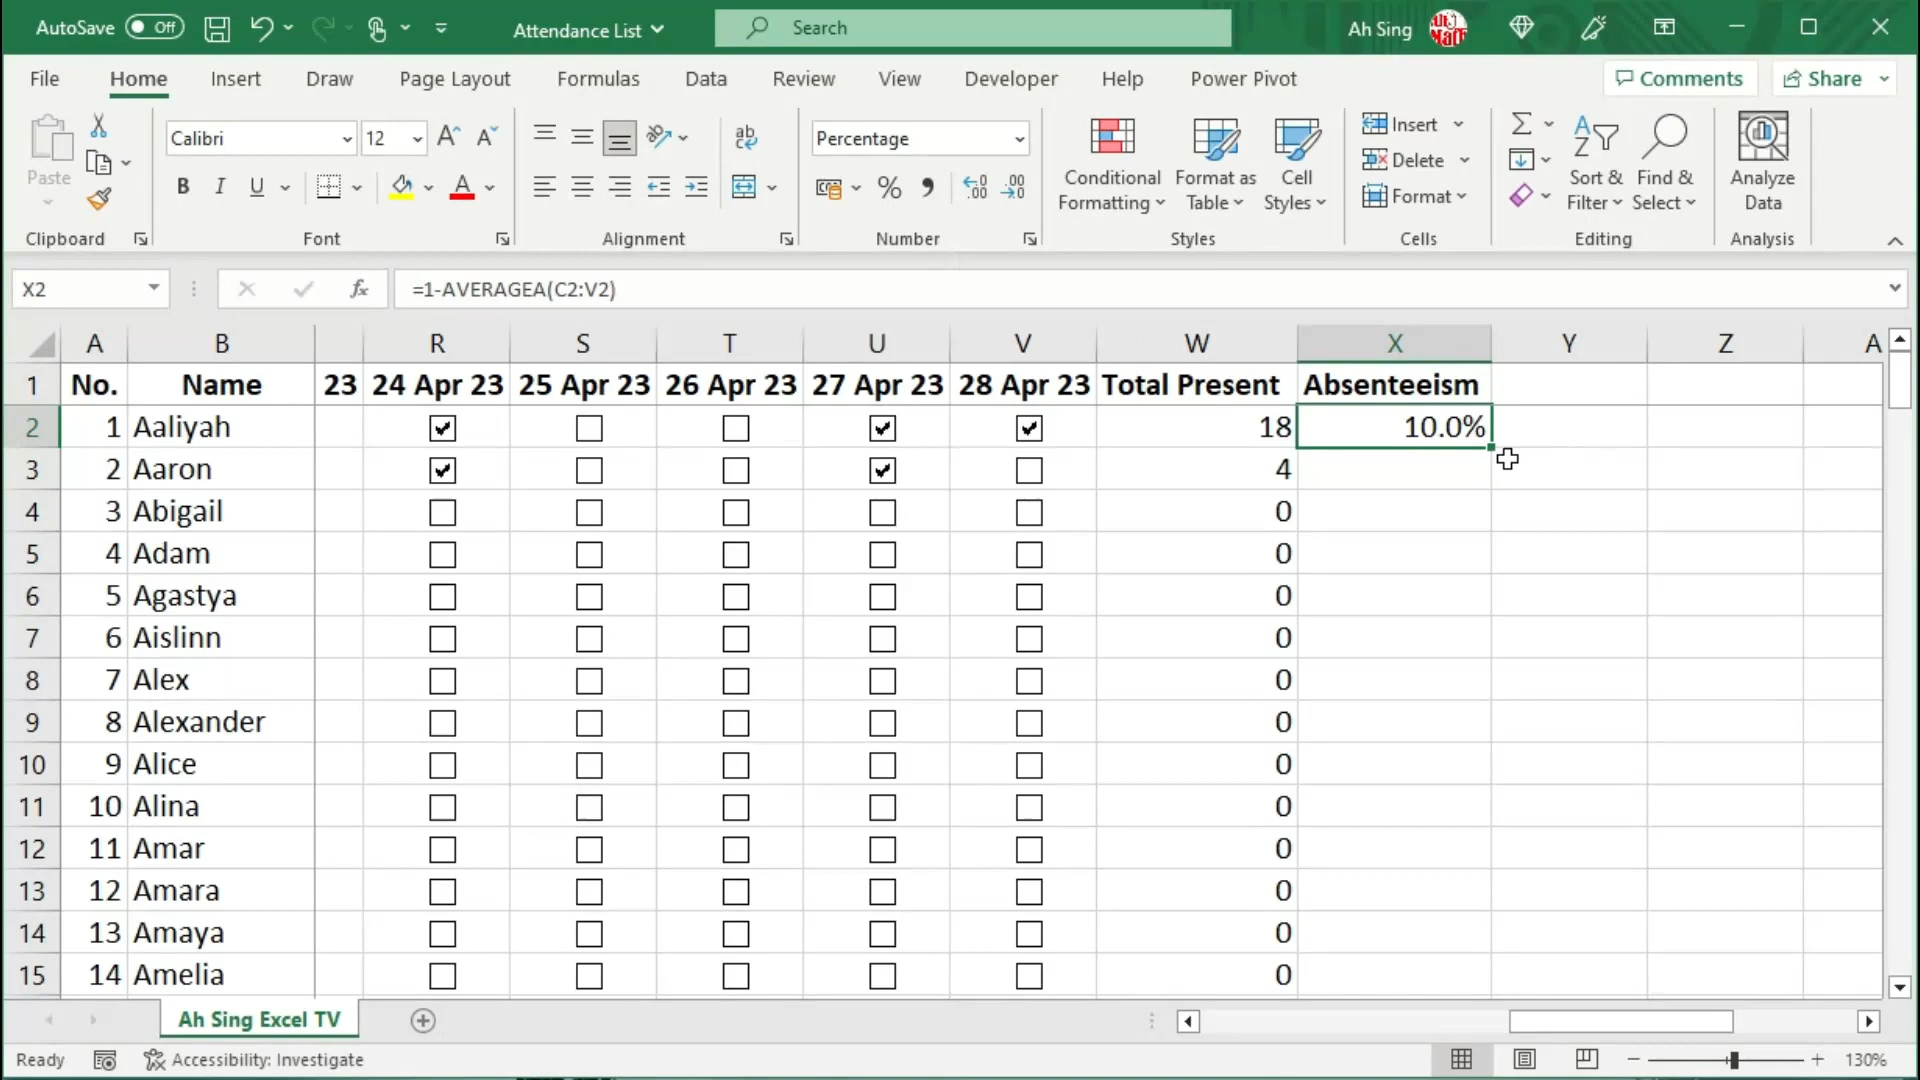 AutoSave Off Attendance List Search Ah Sing
File Home Insert Draw Page Layout Formulas Data Review View Developer Help Power Pivot Comments Share
Paste
Clipboard
Calibri 12
B I U
Font
ab
Alignment
Percentage
Number
Conditional Formatting
Format as Table
Cell Styles
Styles
Insert
Delete
Format
Cells
Sort & Filter
Find & Select
Editing
Analyze Data
Analysis
X2 fx =1-AVERAGEA(C2:V2)
A B R S T U V W X Y Z A
1 No. Name 23 24 Apr 23 25 Apr 23 26 Apr 23 27 Apr 23 28 Apr 23 Total Present Absenteeism
2 1 Aaliyah 18 10.0%
3 2 Aaron 4
4 3 Abigail 0
5 4 Adam 0
6 5 Agastya 0
7 6 Aislinn 0
8 7 Alex 0
9 8 Alexander 0
10 9 Alice 0
11 10 Alina 0
12 11 Amar 0
13 12 Amara 0
14 13 Amaya 0
15 14 Amelia 0
Ah Sing Excel TV
Ready Accessibility: Investigate 130%